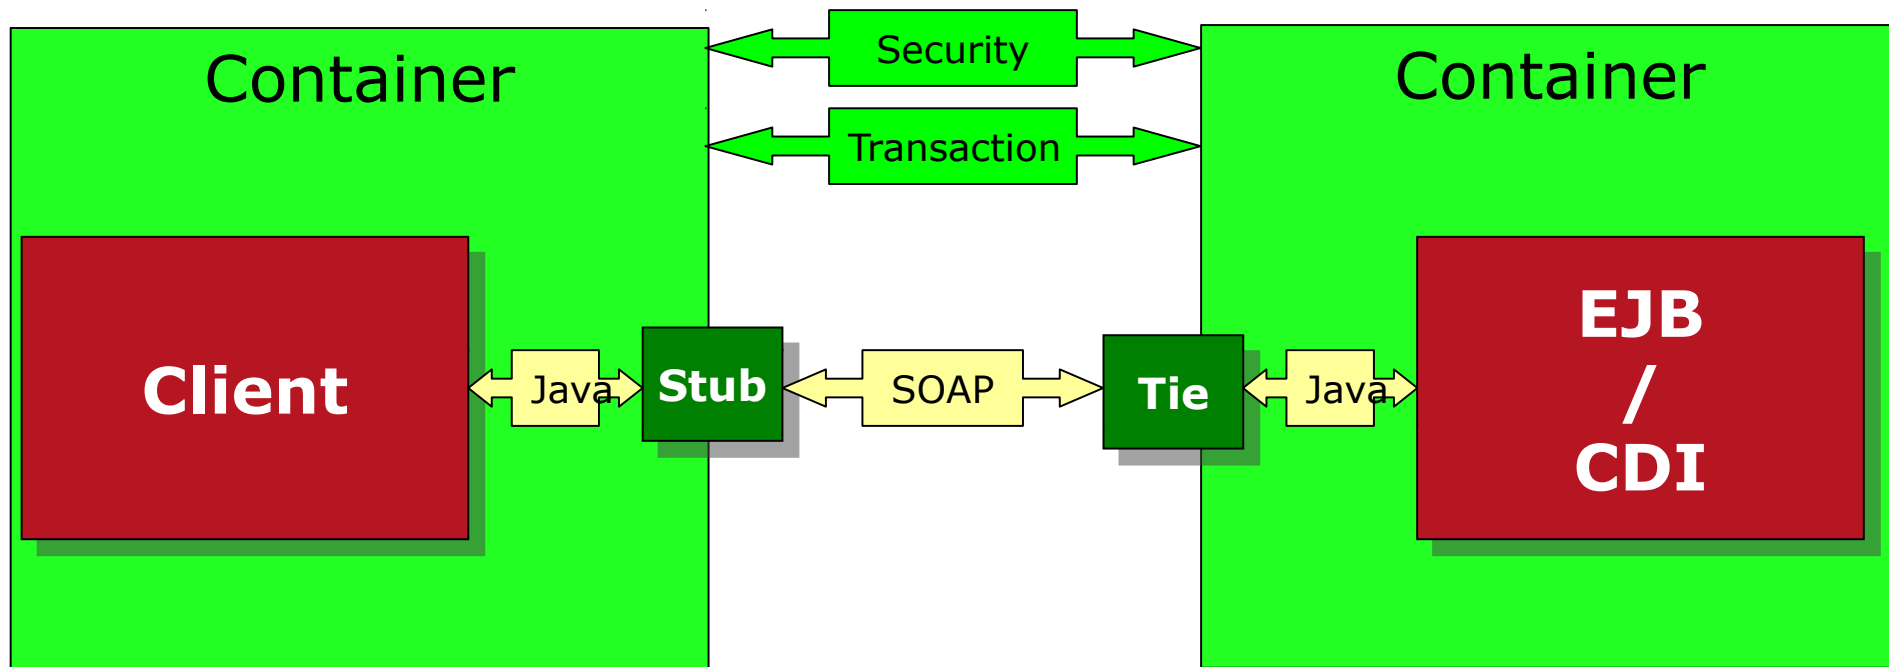 Container
Security
Container
Transaction
Client
Java
Stub
SOAP
Tie
Java
EJB
/
CDI